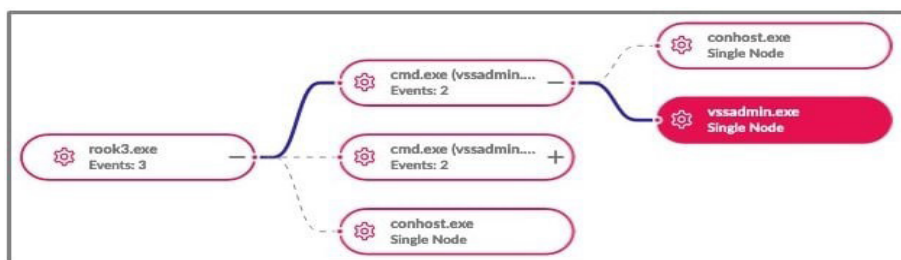 conhost.exe
Single Node
cmd.exe (vssadmin....
Events: 2
vssadmin.exe
Single Node
rook3.exe
Events: 3
cmd.exe (vssadmin....
Events: 2
conhost.exe
Single Node